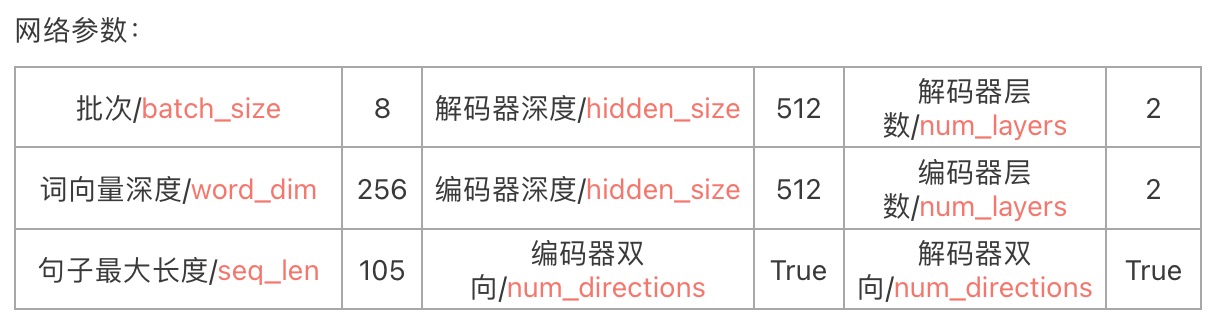 网络参数：
批次/batch_size 8 解码器深度/hidden_size 512 解码器层
数/num_layers 2
词向量深度/word_dim 256 编码器深度/hidden_size 512 编码器层
数/num_layers 2
句子最大长度/seq_len 105 编码器双
向/num_directions True 解码器双
向/num_directions True